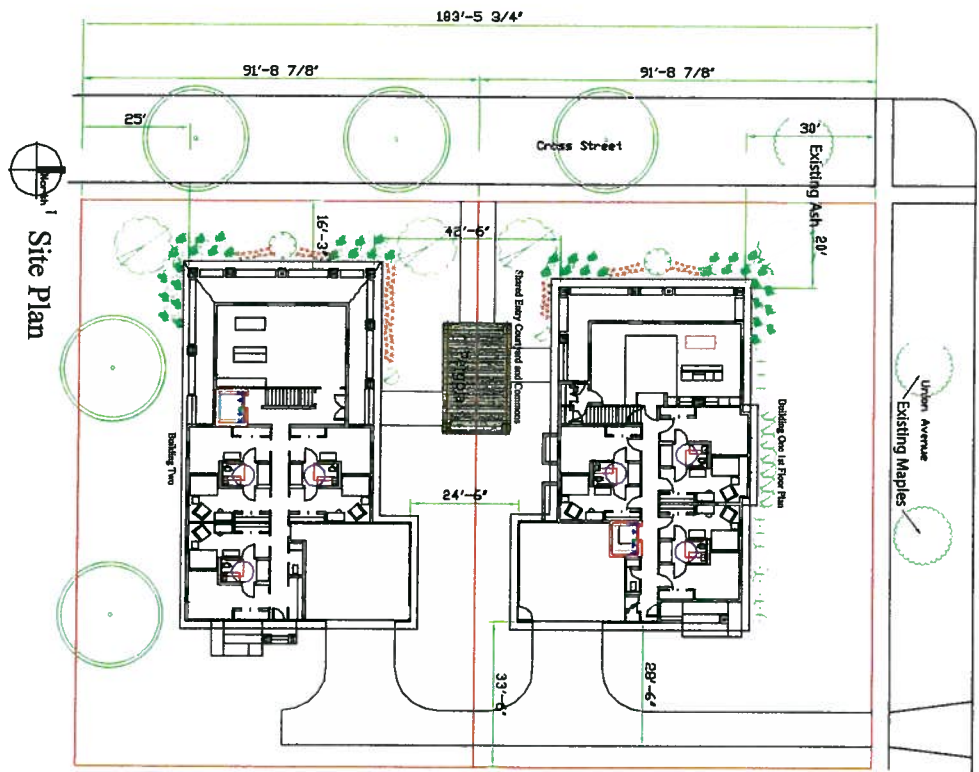 183'-5 3/4"
91'-8 7/8"
91'-8 7/8"
25'
30'
Cross Street
Existing Ash
20'
North
Site Plan
16'-3"
42'-6"
Shared Entry Courtyard and Commons
Pergola
Building One 1st Floor Plan
Union Avenue
Existing Maples
Building Two
24'-6"
33'-6"
28'-6"